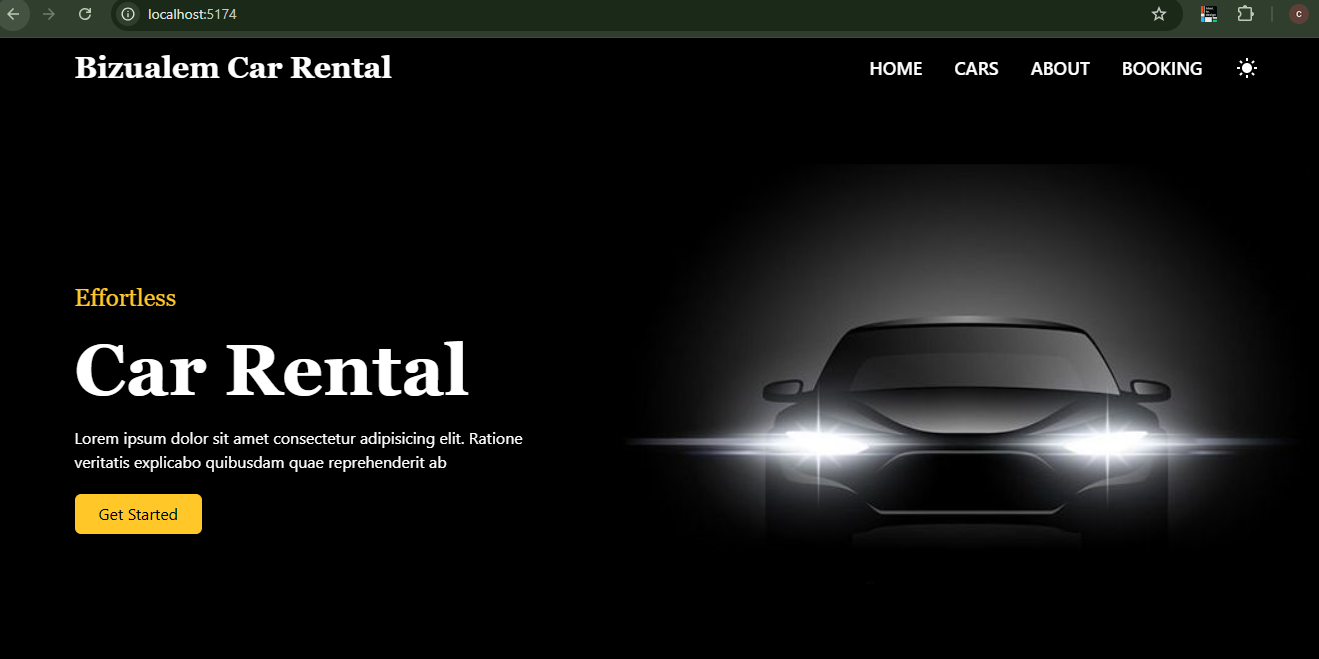 localhost:5174
Bizualem Car Rental
HOME CARS ABOUT BOOKING
Effortless
Car Rental
Lorem ipsum dolor sit amet consectetur adipisicing elit. Ratione
veritatis explicabo quibusdam quae reprehenderit ab
Get Started